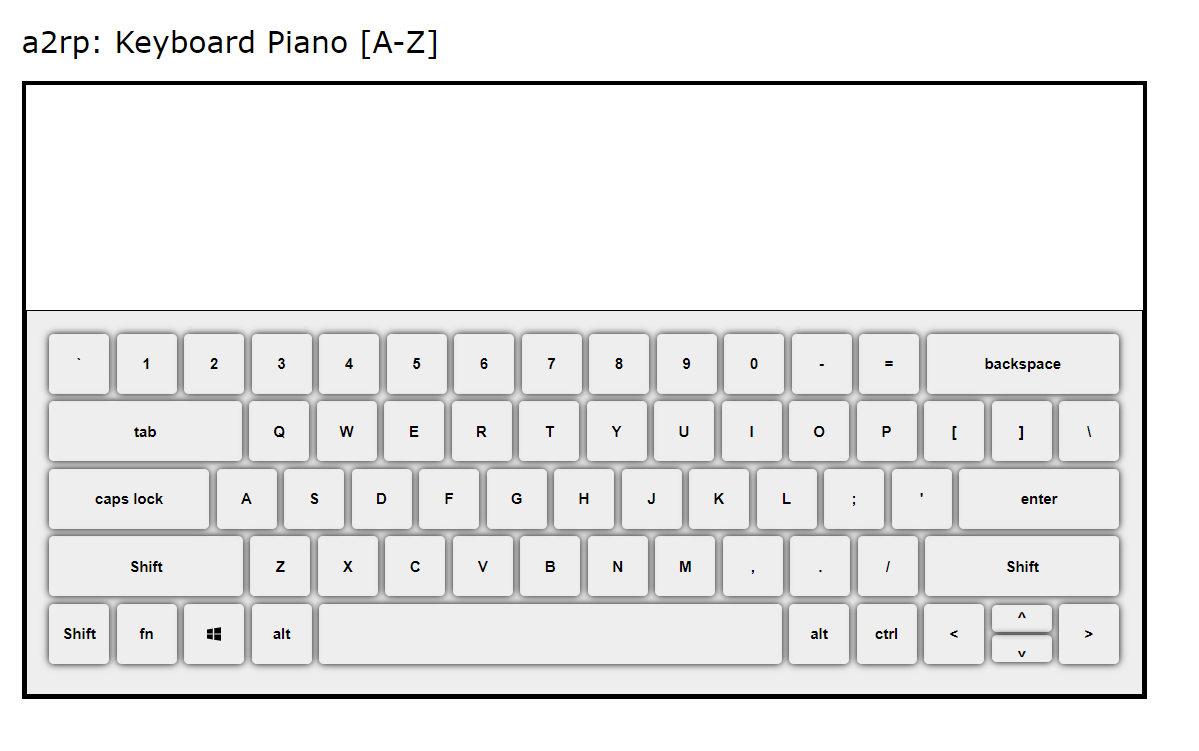 a2rp: Keyboard Piano [A-Z]
` 1 2 3 4 5 6 7 8 9 0 - = backspace
tab Q W E R T Y U I O P [ ] \
caps lock A S D F G H J K L ; ' enter
Shift Z X C V B N M , . / Shift
Shift fn alt alt ctrl < ^ v >